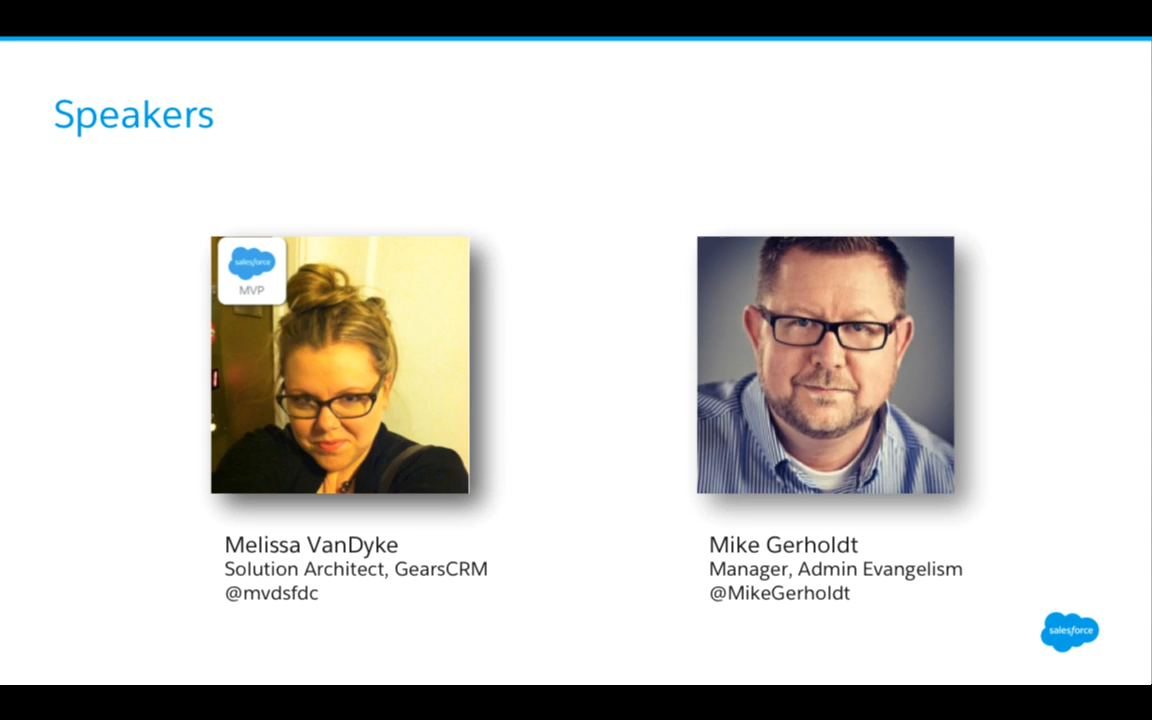 Speakers
salesforce
MVP
Melissa VanDyke
Solution Architect, GearsCRM
@mvdsfdc
Mike Gerholdt
Manager, Admin Evangelism
@MikeGerholdt
salesforce